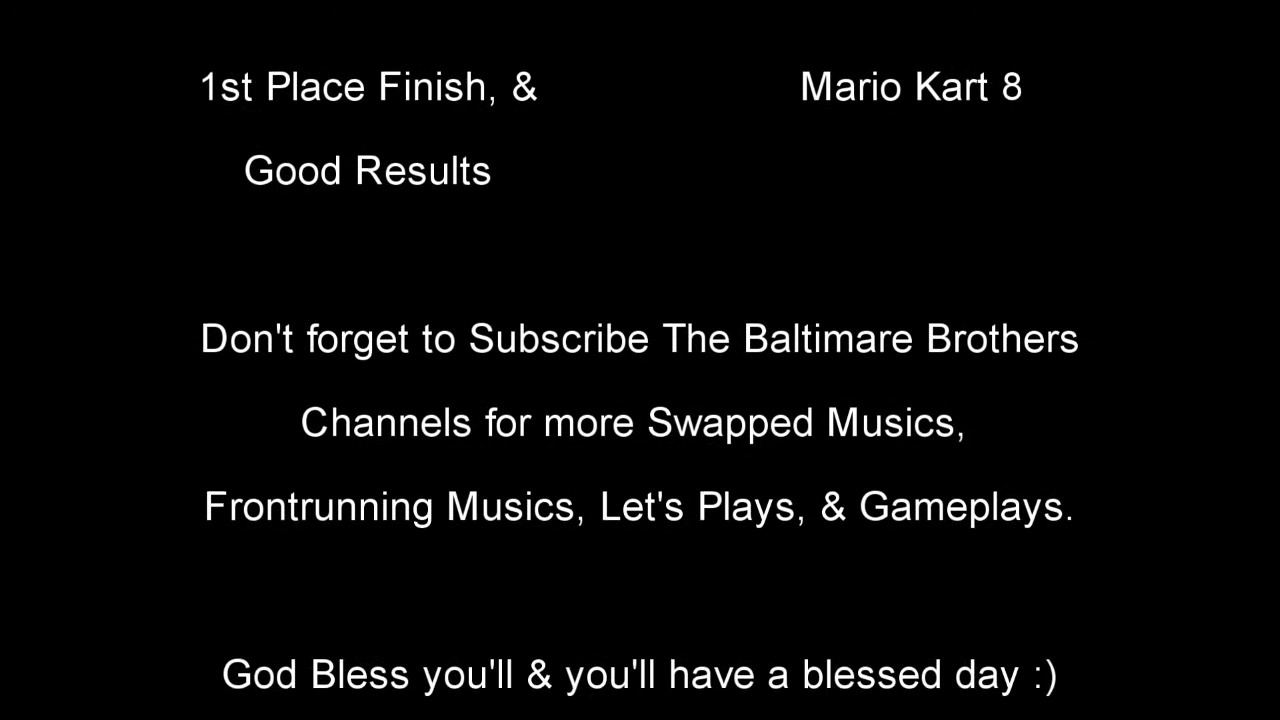 1st Place Finish, & Mario Kart 8
Good Results
Don't forget to Subscribe The Baltimare Brothers
Channels for more Swapped Musics,
Frontrunning Musics, Let's Plays, & Gameplays.
God Bless you'll & you'll have a blessed day :)